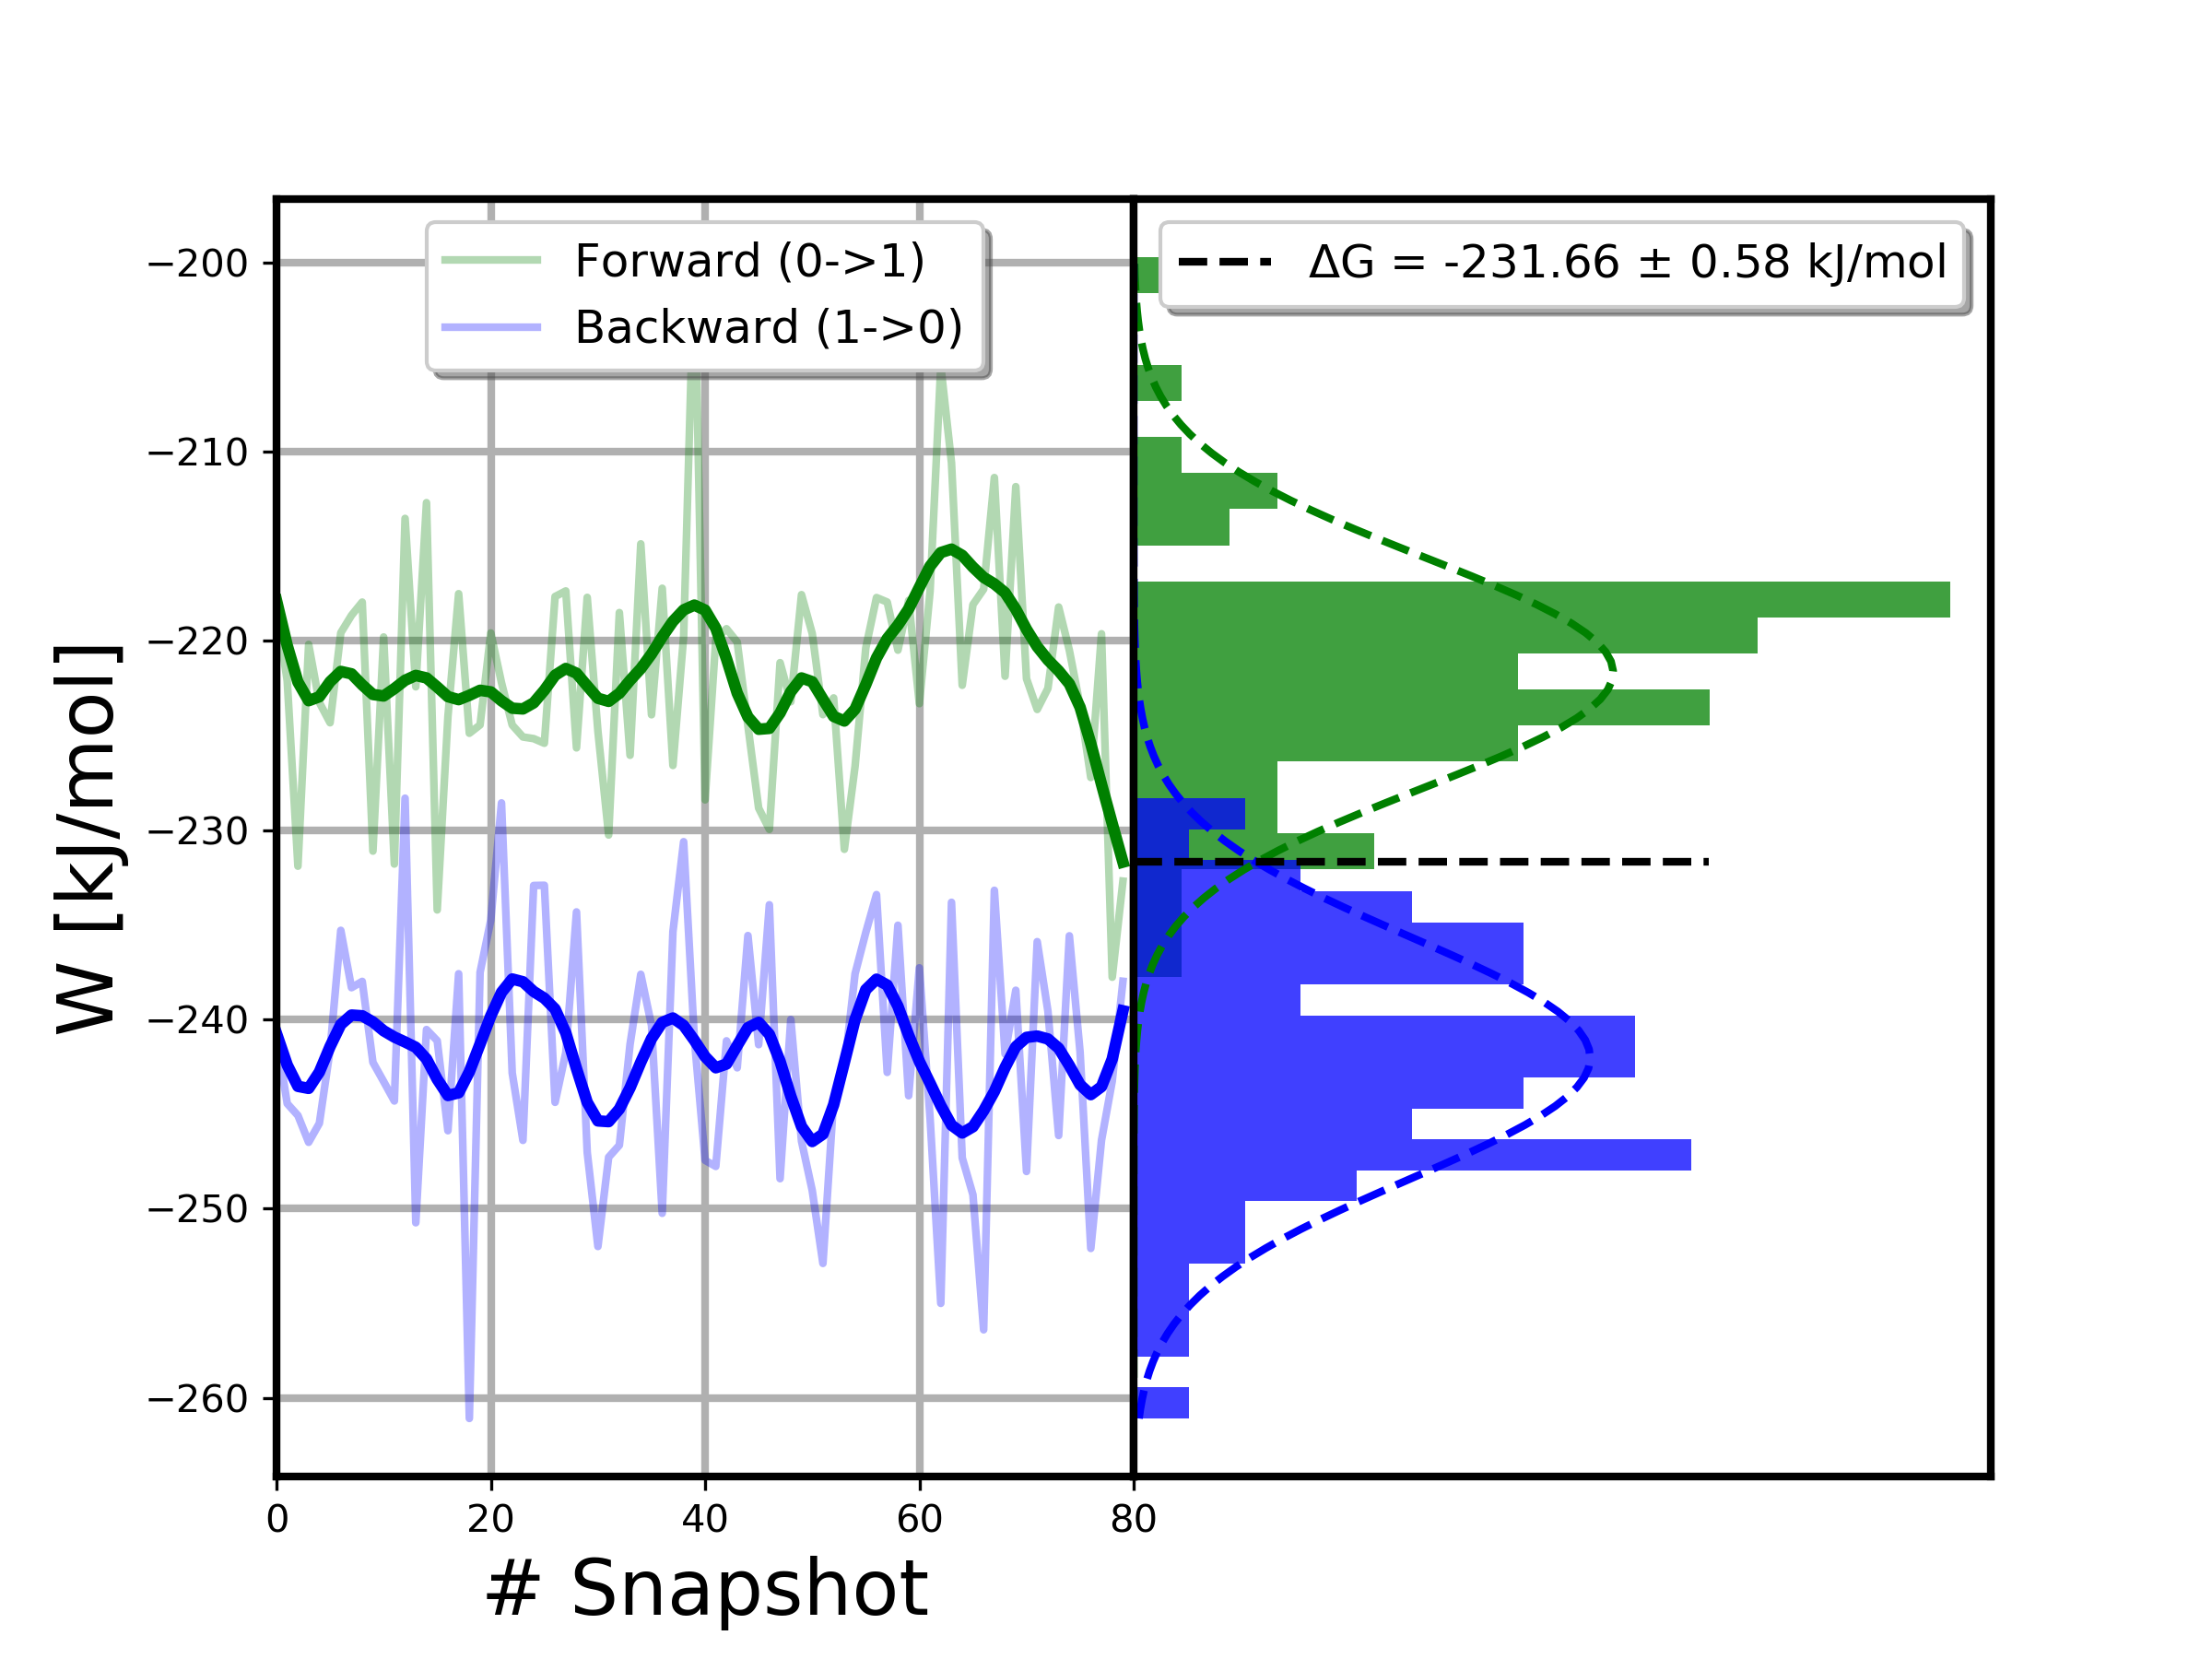 Forward (0->1)
Backward (1->0)
ΔG = -231.66 ± 0.58 kJ/mol
W [kJ/mol]
−200
−210
−220
−230
−240
−250
−260
0
20
40
60
80
# Snapshot